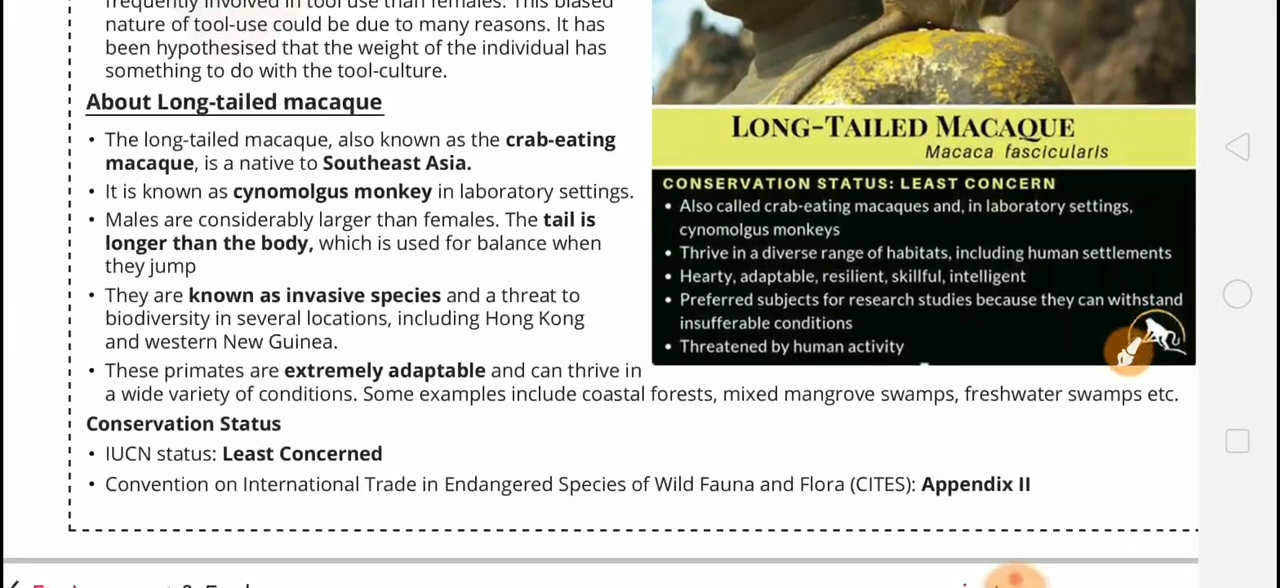 frequently involved in tool use than females. This biased
nature of tool-use could be due to many reasons. It has
been hypothesised that the weight of the individual has
something to do with the tool-culture.
About Long-tailed macaque
• The long-tailed macaque, also known as the crab-eating
macaque, is a native to Southeast Asia.
• It is known as cynomolgus monkey in laboratory settings.
• Males are considerably larger than females. The tail is
longer than the body, which is used for balance when
they jump
• They are known as invasive species and a threat to
biodiversity in several locations, including Hong Kong
and western New Guinea.
• These primates are extremely adaptable and can thrive in
a wide variety of conditions. Some examples include coastal forests, mixed mangrove swamps, freshwater swamps etc.
Conservation Status
• IUCN status: Least Concerned
• Convention on International Trade in Endangered Species of Wild Fauna and Flora (CITES): Appendix II
LONG-TAILED MACAQUE
Macaca fascicularis
CONSERVATION STATUS: LEAST CONCERN
• Also called crab-eating macaques and, in laboratory settings,
cynomolgus monkeys
• Thrive in a diverse range of habitats, including human settlements
• Hearty, adaptable, resilient, skillful, intelligent
• Preferred subjects for research studies because they can withstand
insufferable conditions
• Threatened by human activity